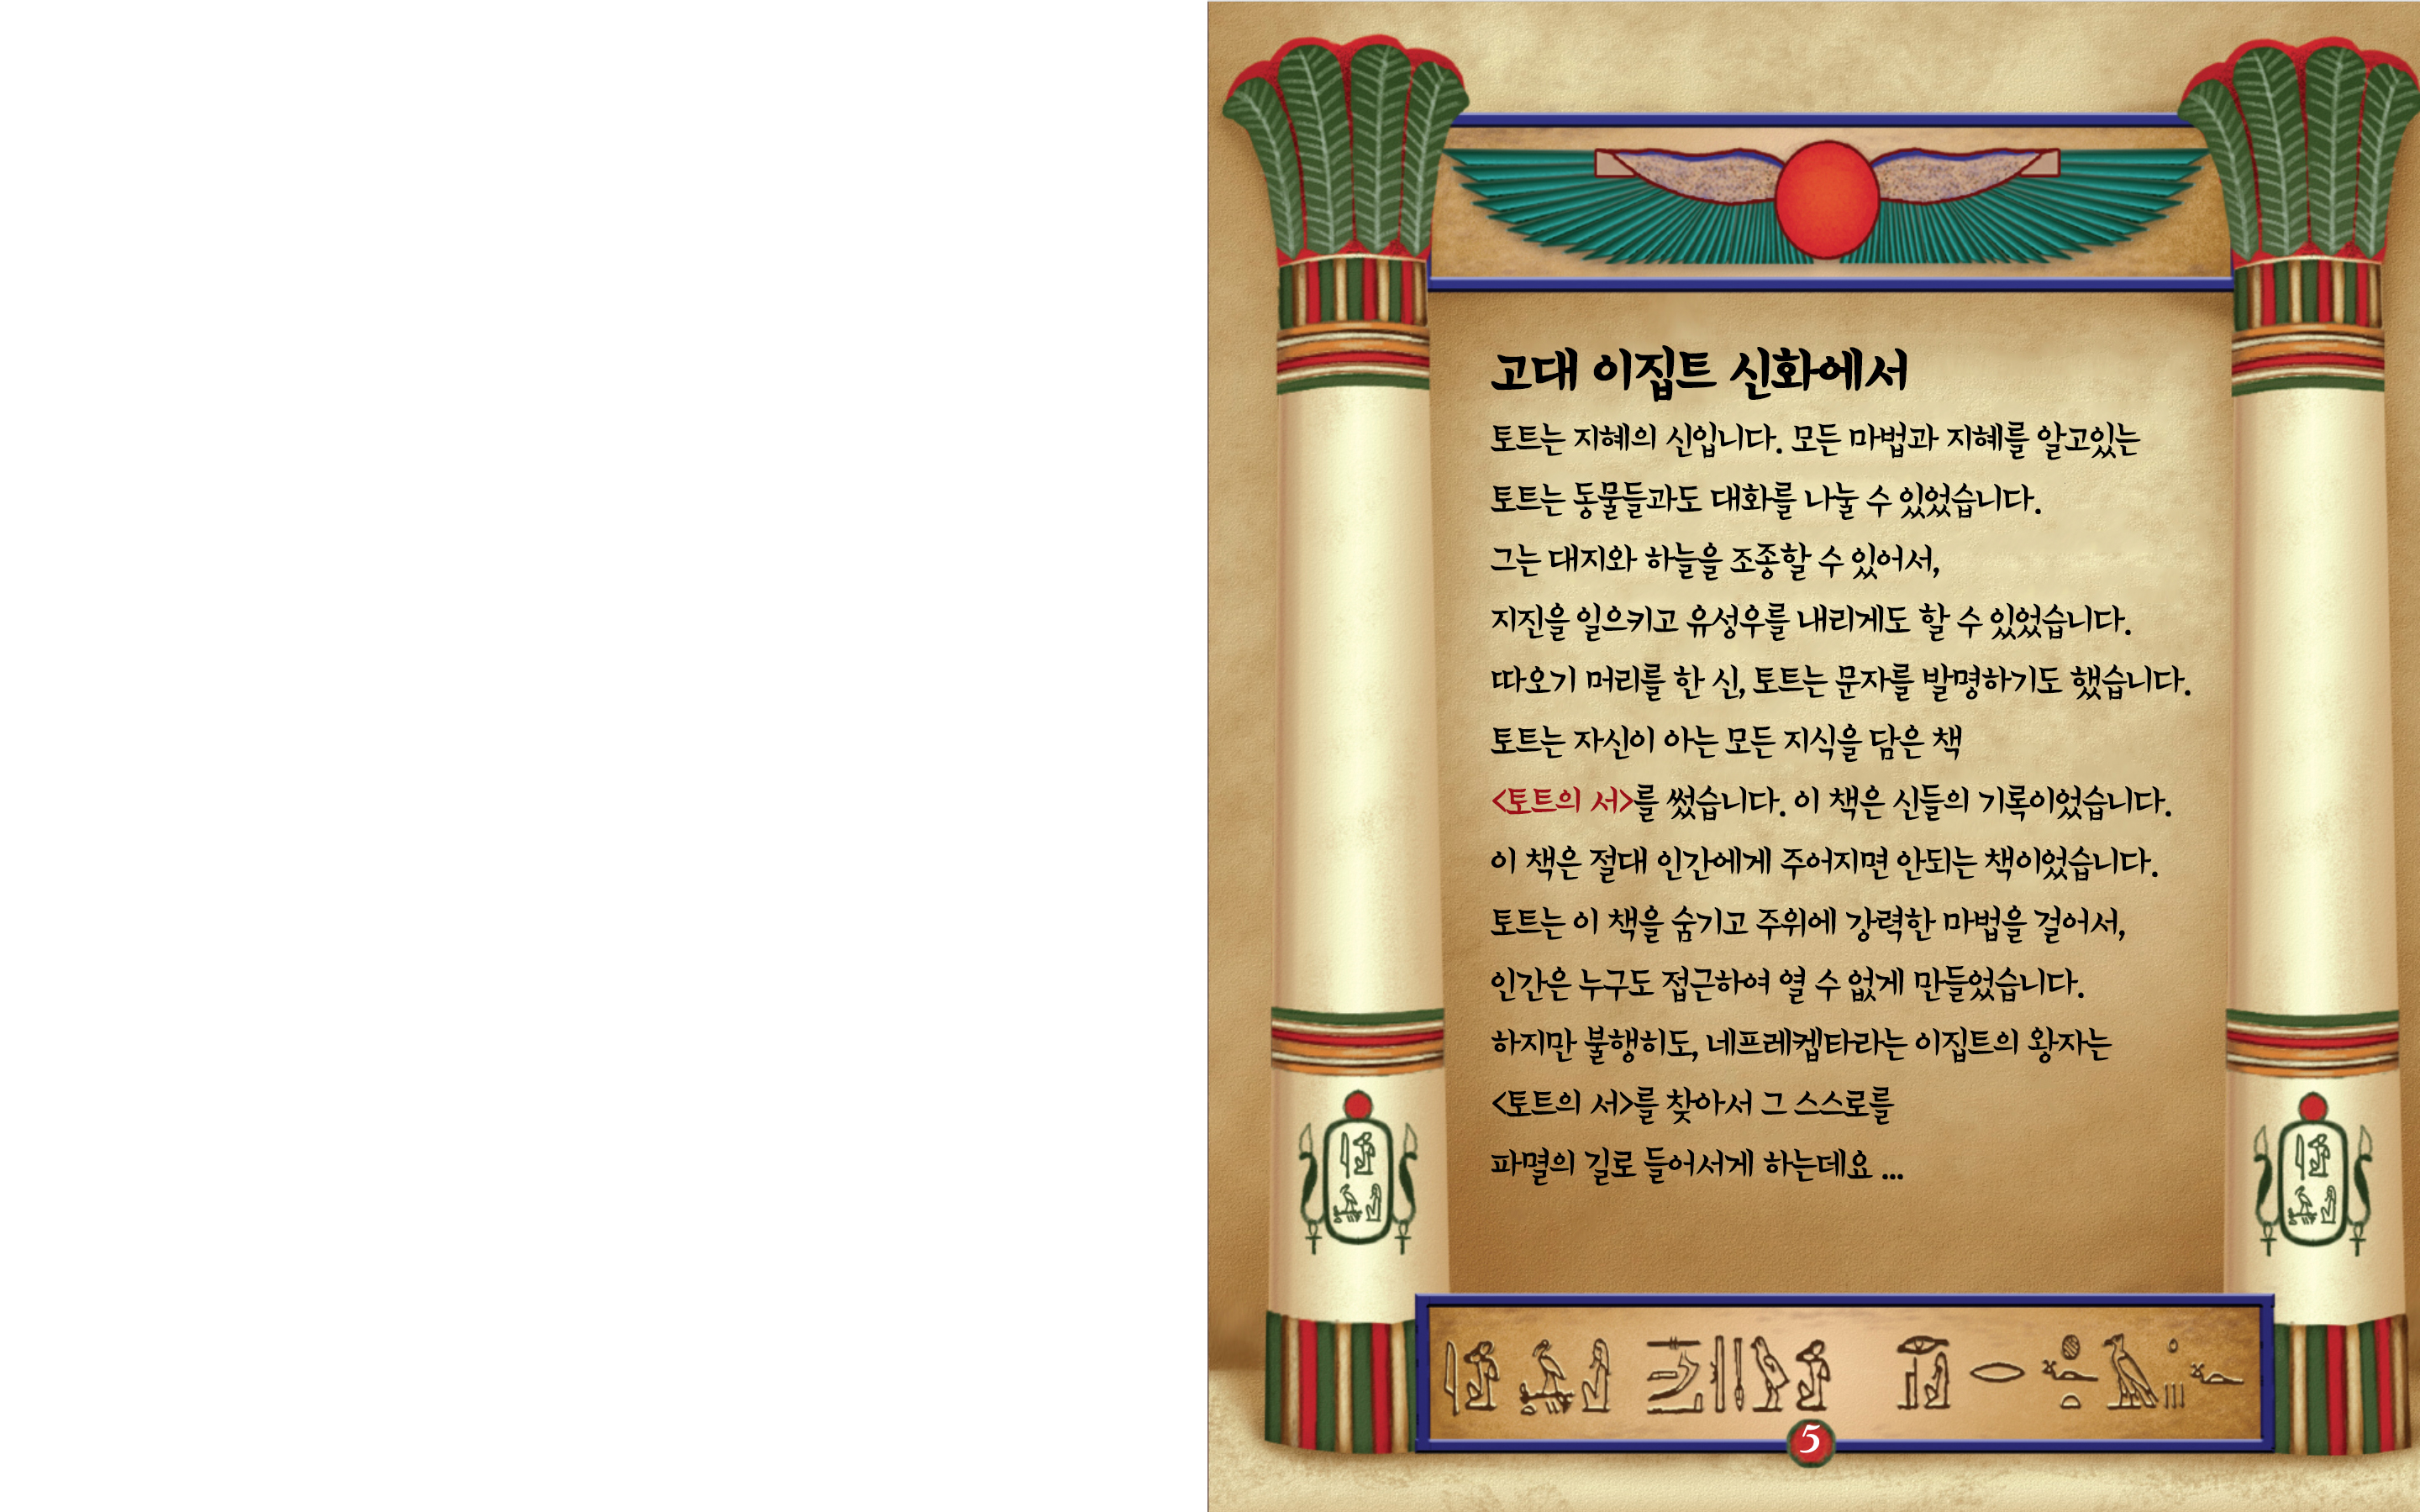 고대 이집트 신화에서
토트는 지혜의 신입니다. 모든 마법과 지혜를 알고있는
토트는 동물들과도 대화를 나눌 수 있었습니다.
그는 대지와 하늘을 조종할 수 있어서,
지진을 일으키고 유성우를 내리게도 할 수 있었습니다.
따오기 머리를 한 신, 토트는 문자를 발명하기도 했습니다.
토트는 자신이 아는 모든 지식을 담은 책
<토트의 서>를 썼습니다. 이 책은 신들의 기록이었습니다.
이 책은 절대 인간에게 주어지면 안되는 책이었습니다.
토트는 이 책을 숨기고 주위에 강력한 마법을 걸어서,
인간은 누구도 접근하여 열 수 없게 만들었습니다.
하지만 불행히도, 네프레켑타라는 이집트의 왕자는
<토트의 서>를 찾아서 그 스스로를
파멸의 길로 들어서게 하는데요 ...
5